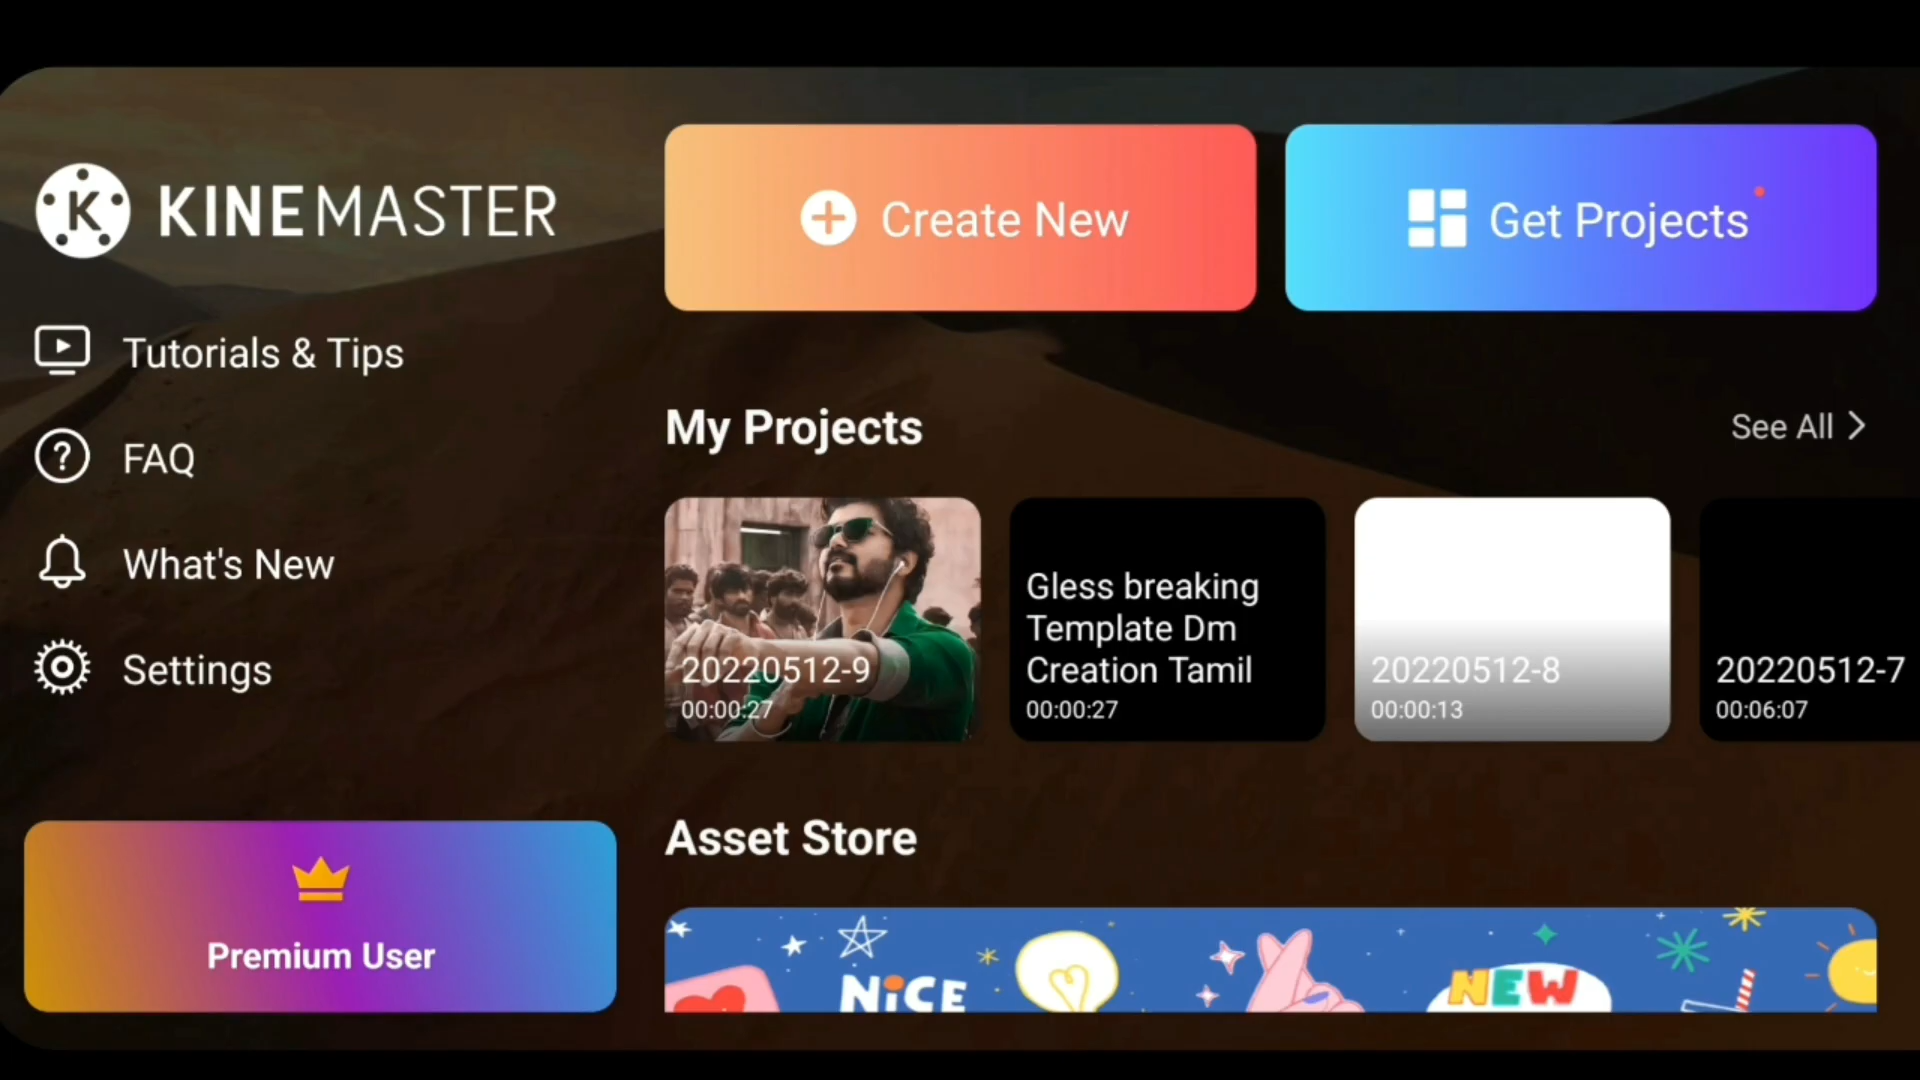 K KINEMASTER
Tutorials & Tips
FAQ
What's New
Settings
Premium User
Create New
Get Projects
My Projects
See All
20220512-9
00:00:27
Gless breaking
Template Dm
Creation Tamil
00:00:27
20220512-8
00:00:13
20220512-7
00:06:07
Asset Store
NiCE
NEW